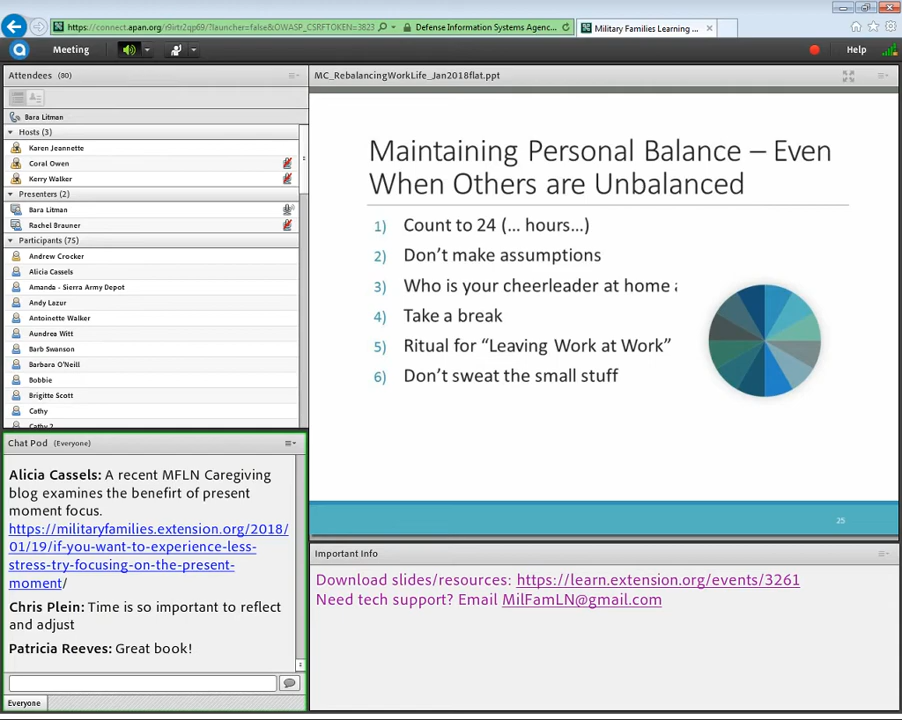 https://connect.apan.org/9irtr2qp69/?launcher=false&OWASP_CSRFTOKEN=3823
Defense Information Systems Agenc...
Military Families Learning ...
Meeting
Help
Attendees (80)
Bara Litman
Hosts (3)
Karen Jeannette
Coral Owen
Kerry Walker
Presenters (2)
Bara Litman
Rachel Brauner
Participants (75)
Andrew Crocker
Alicia Cassels
Amanda - Sierra Army Depot
Andy Lazur
Antoinette Walker
Aundrea Witt
Barb Swanson
Barbara O'Neill
Bobbie
Brigitte Scott
Cathy
Cathy 2
Chat Pod (Everyone)
Alicia Cassels: A recent MFLN Caregiving
blog examines the benefirt of present
moment focus.
https://militaryfamilies.extension.org/2018/
01/19/if-you-want-to-experience-less-
stress-try-focusing-on-the-present-
moment/
Chris Plein: Time is so important to reflect
and adjust
Patricia Reeves: Great book!
Everyone
MC_RebalancingWorkLife_Jan2018flat.ppt
Maintaining Personal Balance – Even
When Others are Unbalanced
1) Count to 24 (... hours...)
2) Don't make assumptions
3) Who is your cheerleader at home
4) Take a break
5) Ritual for “Leaving Work at Work”
6) Don't sweat the small stuff
25
Important Info
Download slides/resources: https://learn.extension.org/events/3261
Need tech support? Email MilFamLN@gmail.com